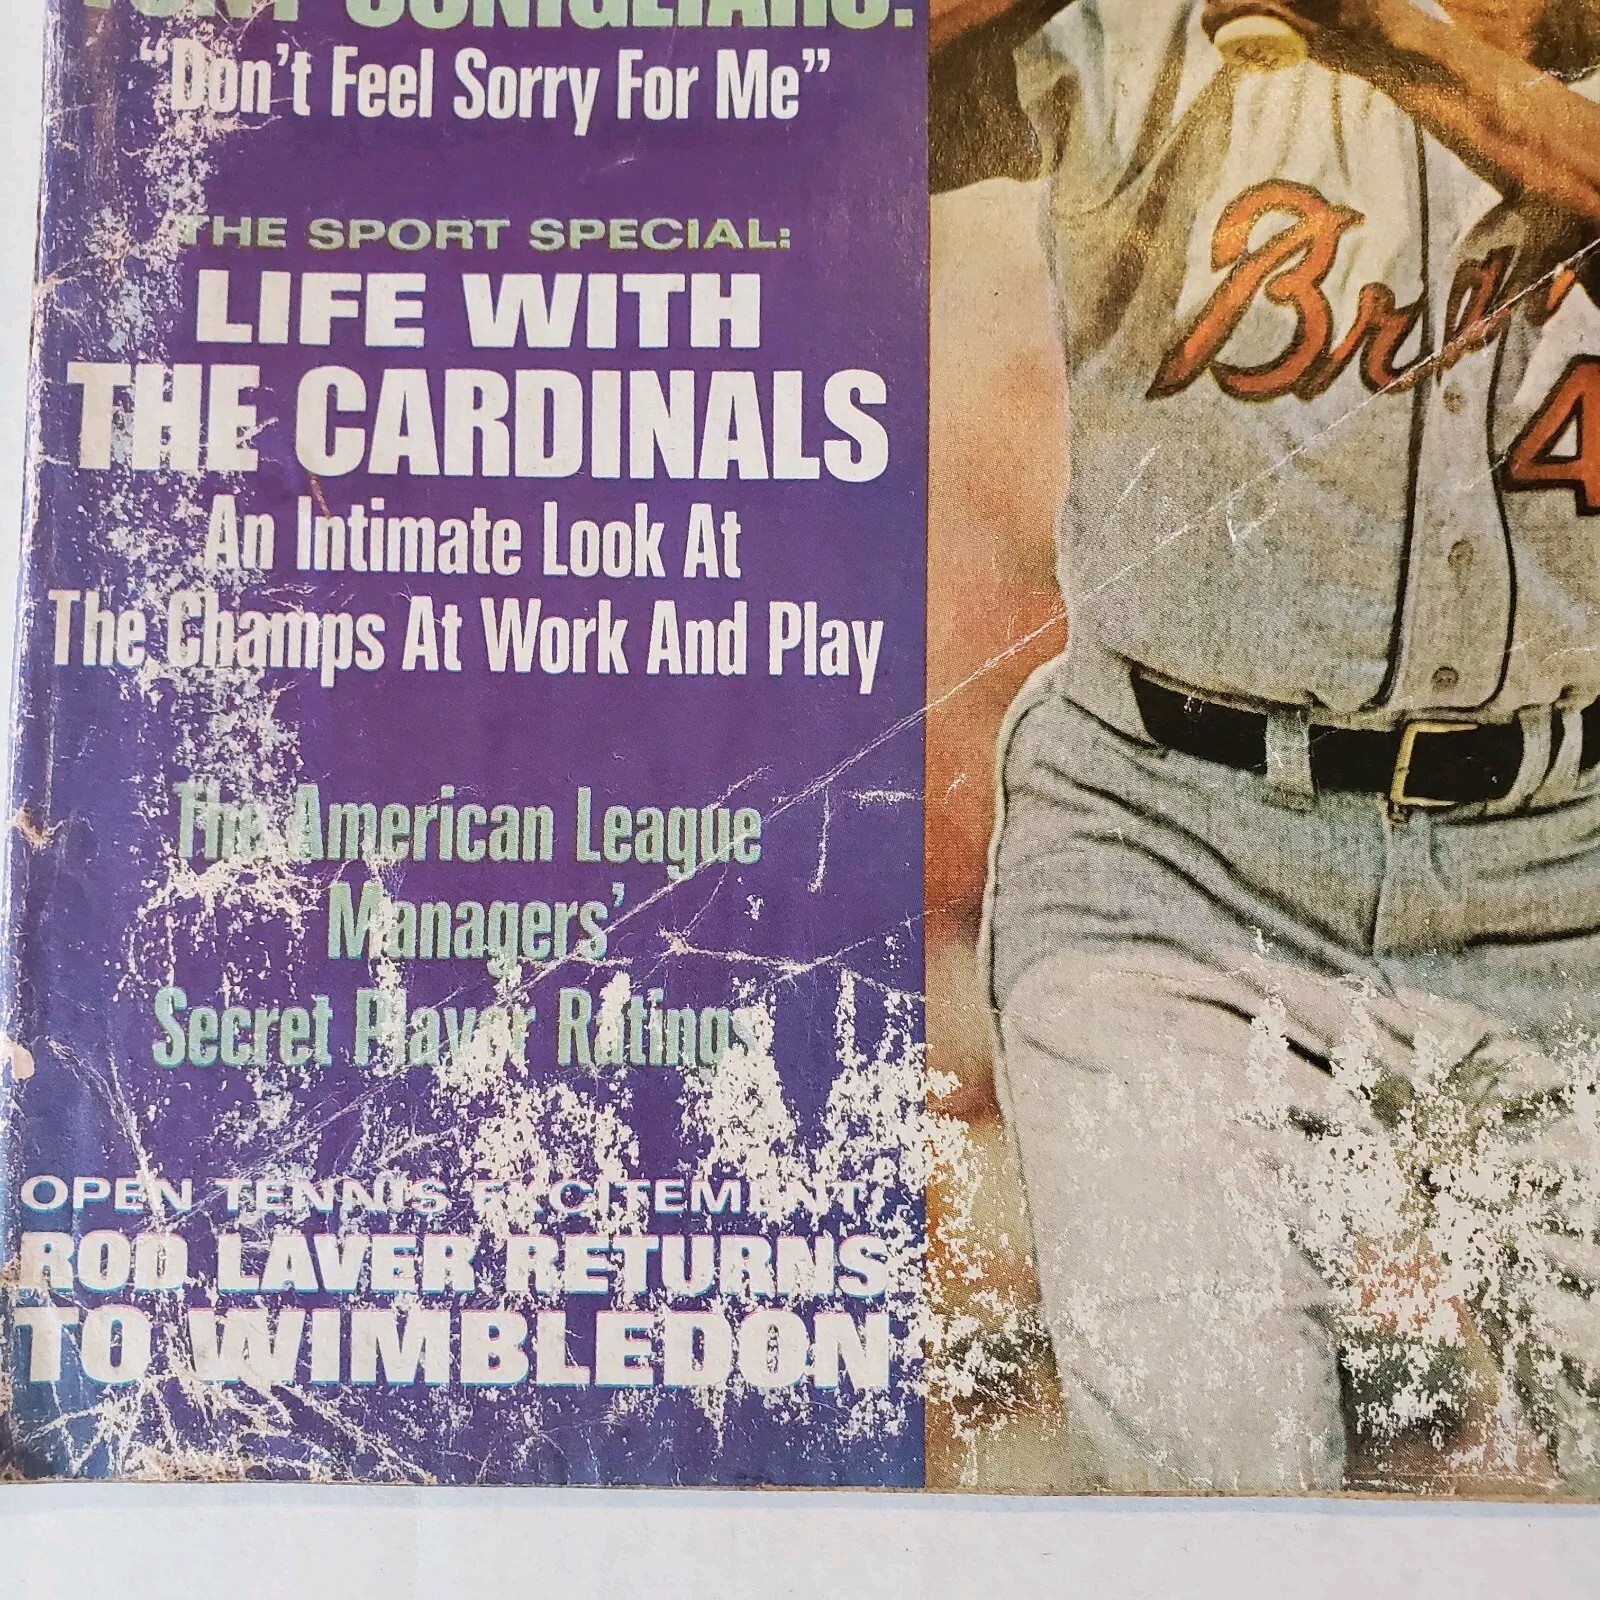 TONY CONIGLIARO:
"Don't Feel Sorry For Me"
THE SPORT SPECIAL:
LIFE WITH
THE CARDINALS
An Intimate Look At
The Champs At Work And Play
The American League
Managers'
Secret Player Ratings
OPEN TENNIS EXCITEMENT:
ROD LAVER RETURNS
TO WIMBLEDON
Bra
4